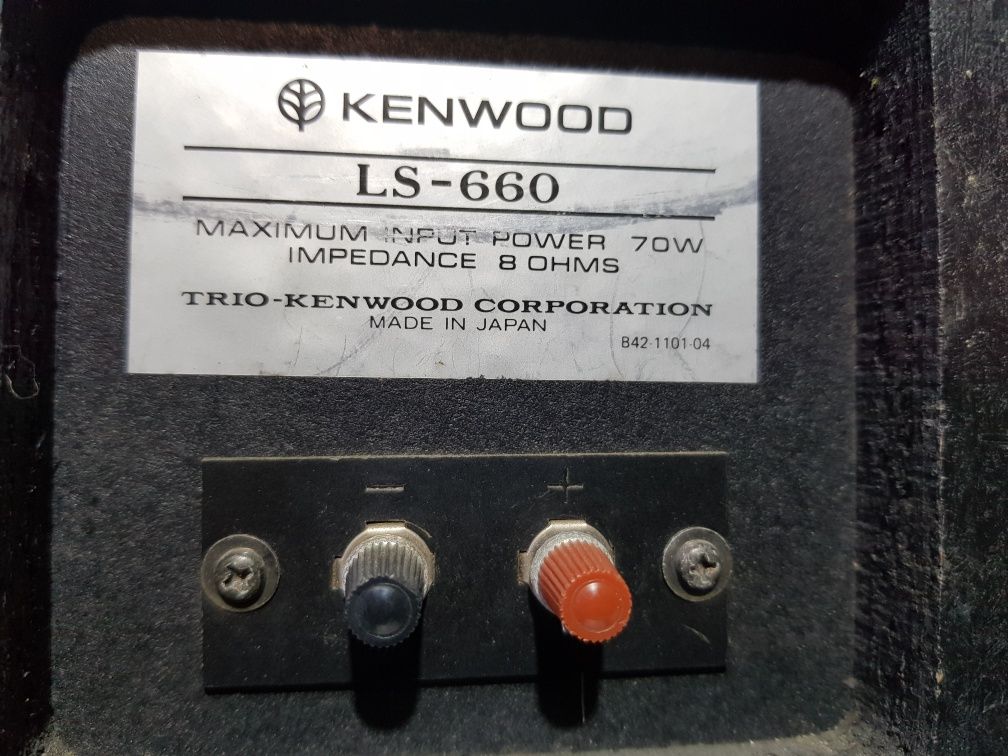 KENWOOD
LS-660
MAXIMUM INPUT POWER 70W
IMPEDANCE 8 OHMS
TRIO-KENWOOD CORPORATION
MADE IN JAPAN
B42-1101-04
− +